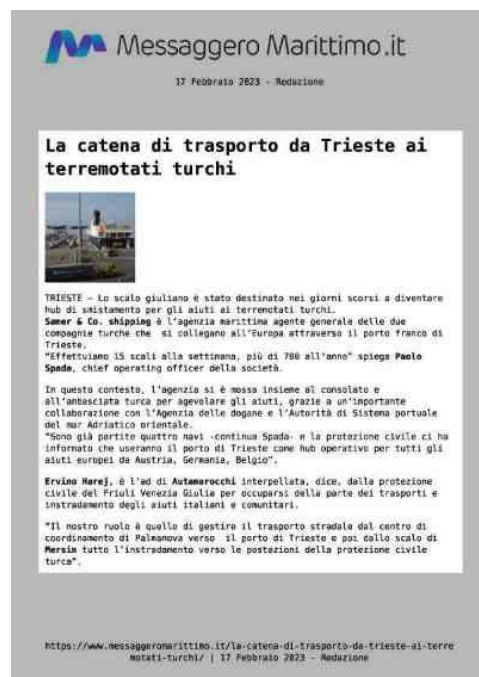 Messaggero Marittimo.it
17 Febbraio 2023 - Redazione
La catena di trasporto da Trieste ai
terremotati turchi
TRIESTE – Lo scalo giuliano è stato destinato nei giorni scorsi a diventare
hub di smistamento per gli aiuti ai terremotati turchi.
Samer & Co. shipping è l'agenzia marittima agente generale delle due
compagnie turche che si collegano all'Europa attraverso il porto franco di
Trieste.
"Effettuiamo 15 scali alla settimana, più di 700 all'anno" spiega Paolo
Spada, chief operating officer della società.
In questo contesto, l'agenzia si è mossa insieme al consolato e
all'ambasciata turca per agevolare gli aiuti, grazie a un'importante
collaborazione con l'Agenzia delle dogane e l'Autorità di Sistema portuale
del mar Adriatico orientale.
"Sono già partite quattro navi -continua Spada- e la protezione civile ci ha
informato che useranno il porto di Trieste come hub operativo per tutti gli
aiuti europei da Austria, Germania, Belgio".
Ervino Harej, è l'ad di Autamarocchi interpellata, dice, dalla protezione
civile del Friuli Venezia Giulia per occuparsi della parte dei trasporti e
instradamento degli aiuti italiani e comunitari.
"Il nostro ruolo è quello di gestire il trasporto stradale dal centro di
coordinamento di Palmanova verso il porto di Trieste e poi dallo scalo di
Mersin tutto l'instradamento verso le postazioni della protezione civile
turca".
https://www.messaggeromarittimo.it/la-catena-di-trasporto-da-trieste-ai-terre
motati-turchi/ | 17 Febbraio 2023 - Redazione